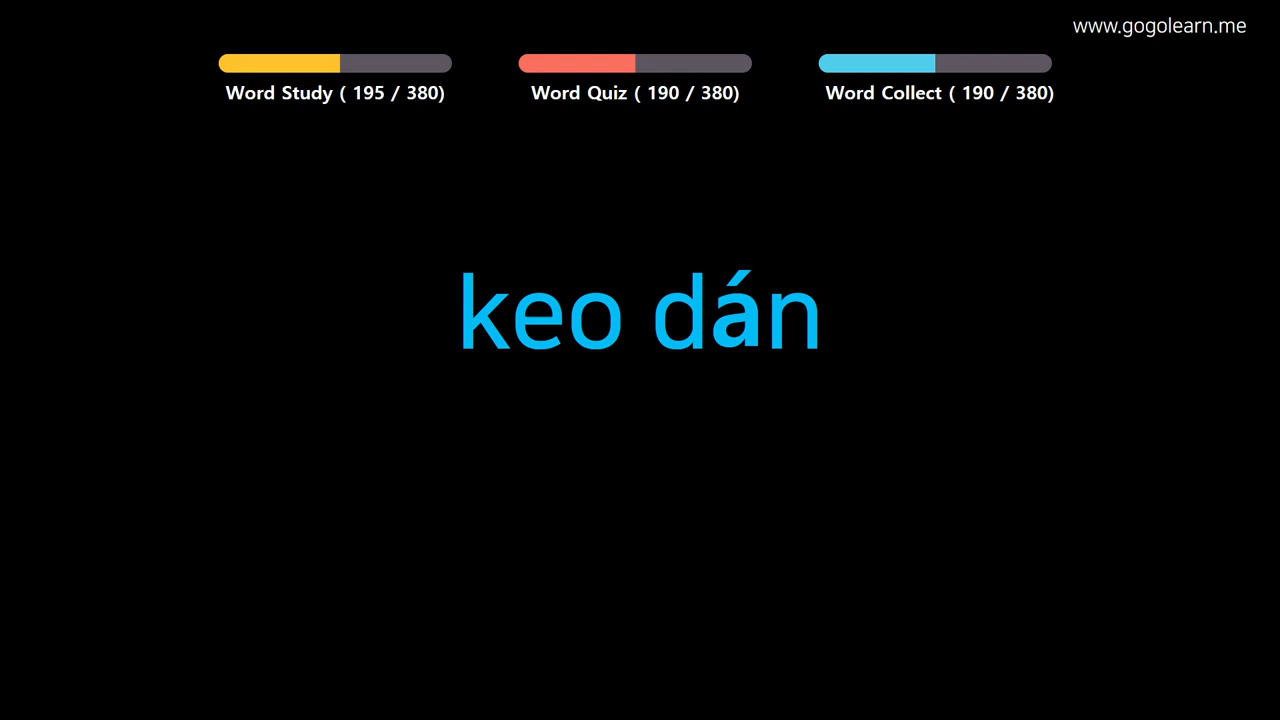 www.gogolearn.me
Word Study ( 195 / 380)
Word Quiz ( 190 / 380)
Word Collect ( 190 / 380)
keo dán